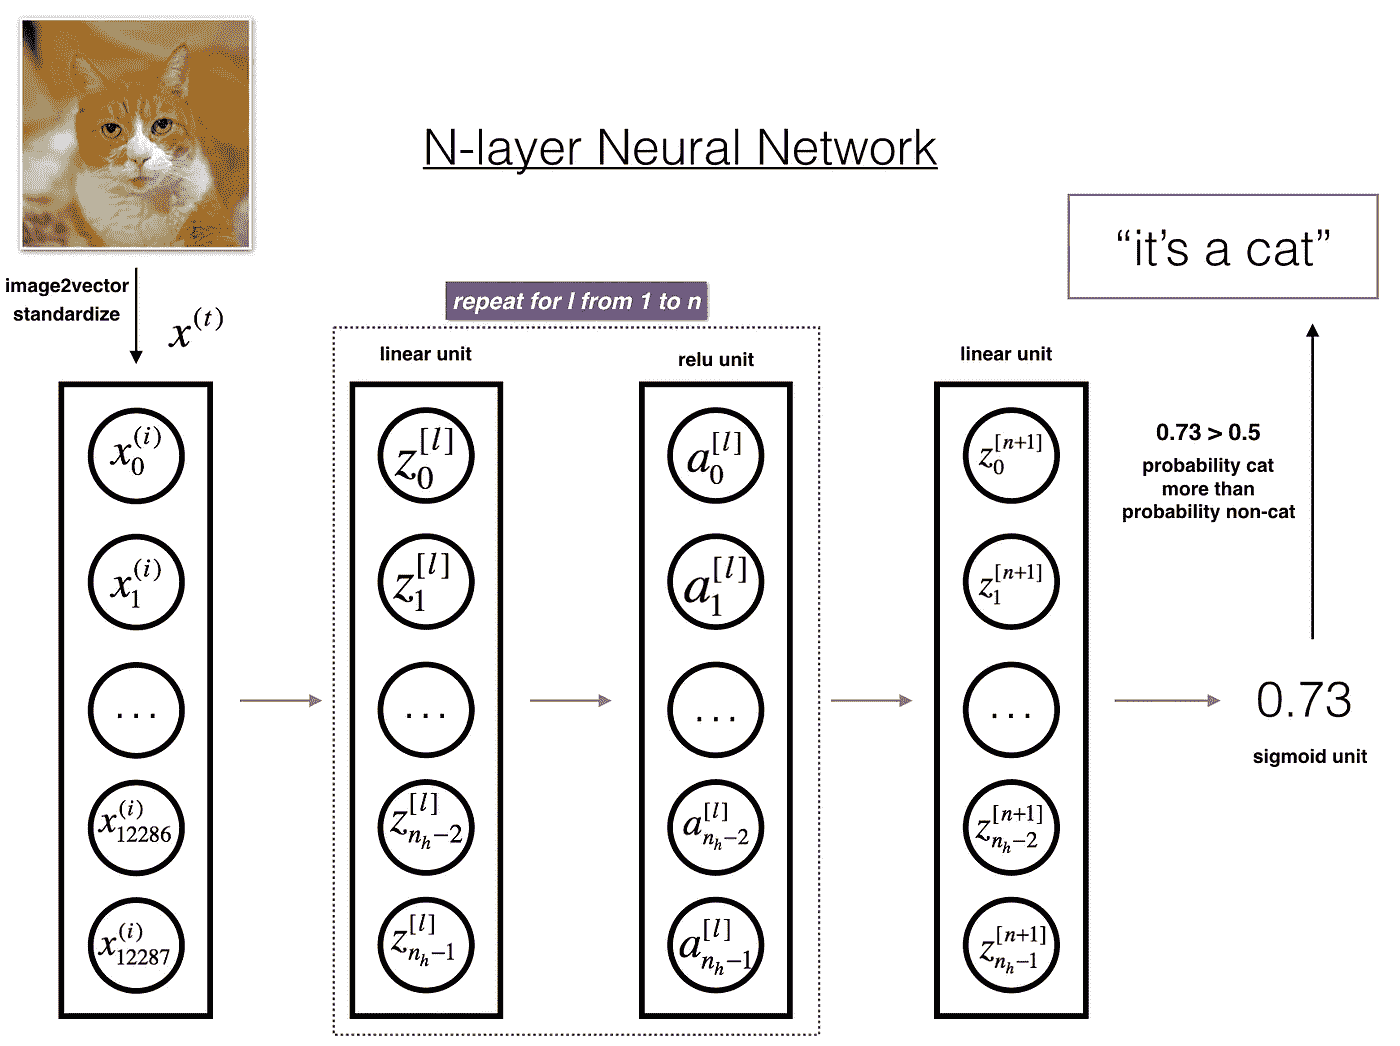 N-layer Neural Network
“it’s a cat”
image2vector
standardize
x^{(t)}
repeat for l from 1 to n
linear unit
relu unit
linear unit
x_0^{(i)}
x_1^{(i)}
...
x_{12286}^{(i)}
x_{12287}^{(i)}
z_0^{[l]}
z_1^{[l]}
...
z_{n_h-2}^{[l]}
z_{n_h-1}^{[l]}
a_0^{[l]}
a_1^{[l]}
...
a_{n_h-2}^{[l]}
a_{n_h-1}^{[l]}
z_0^{[n+1]}
z_1^{[n+1]}
...
z_{n_h-2}^{[n+1]}
z_{n_h-1}^{[n+1]}
0.73 > 0.5
probability cat
more than
probability non-cat
0.73
sigmoid unit